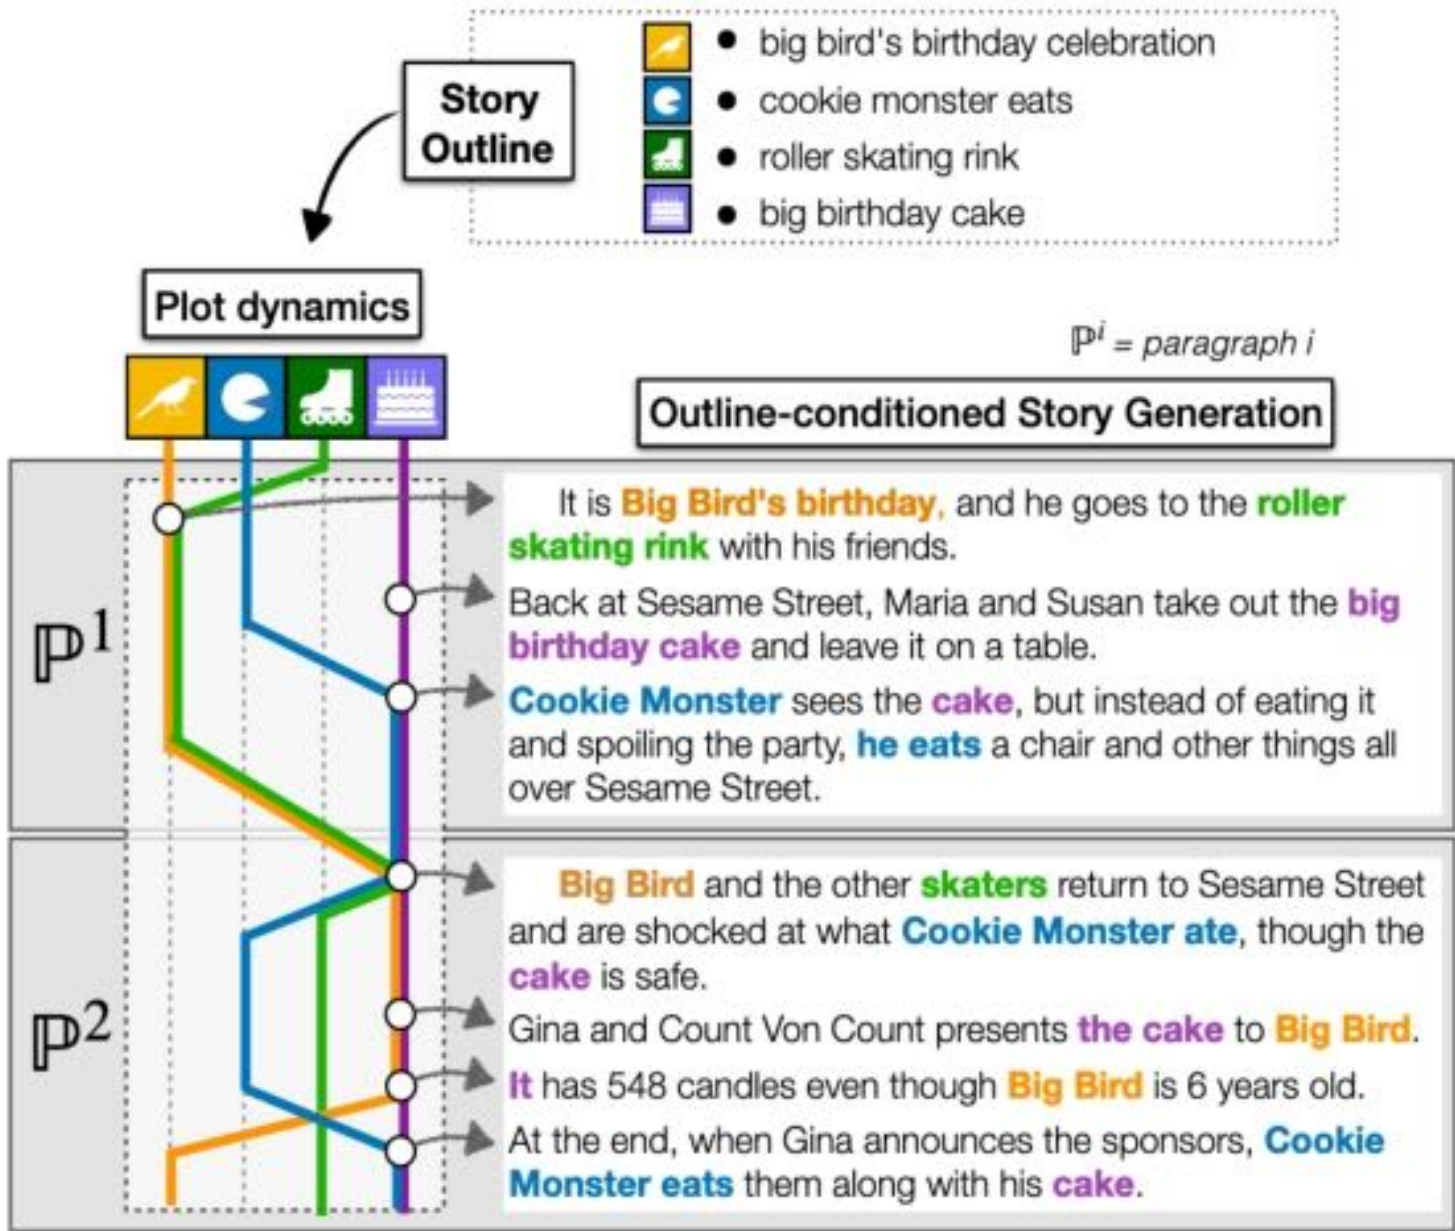 Story
Outline
• big bird's birthday celebration
• cookie monster eats
• roller skating rink
• big birthday cake
Plot dynamics
ℙⁱ = paragraph i
Outline-conditioned Story Generation
ℙ¹
It is Big Bird's birthday, and he goes to the roller
skating rink with his friends.
Back at Sesame Street, Maria and Susan take out the big
birthday cake and leave it on a table.
Cookie Monster sees the cake, but instead of eating it
and spoiling the party, he eats a chair and other things all
over Sesame Street.
ℙ²
Big Bird and the other skaters return to Sesame Street
and are shocked at what Cookie Monster ate, though the
cake is safe.
Gina and Count Von Count presents the cake to Big Bird.
It has 548 candles even though Big Bird is 6 years old.
At the end, when Gina announces the sponsors, Cookie
Monster eats them along with his cake.